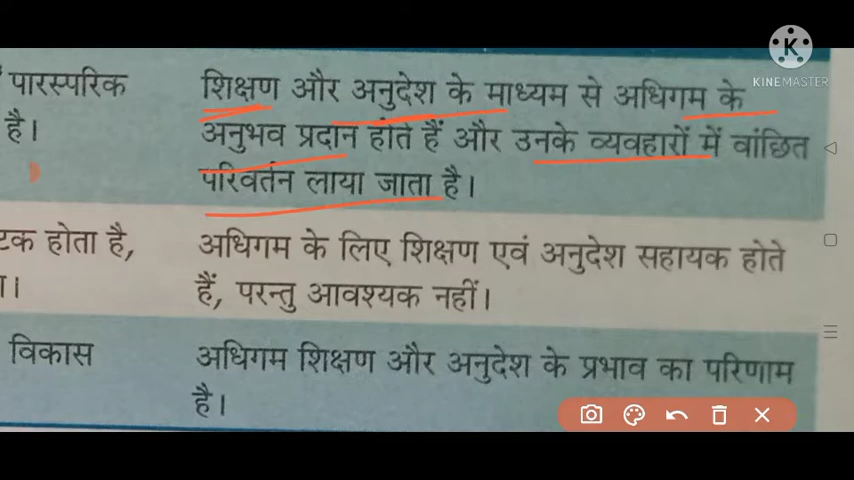 पारस्परिक
है।
शिक्षण और अनुदेश के माध्यम से अधिगम के
अनुभव प्रदान होते हैं और उनके व्यवहारों में वांछित
परिवर्तन लाया जाता है।
होता है,
अधिगम के लिए शिक्षण एवं अनुदेश सहायक होते
हैं, परन्तु आवश्यक नहीं।
विकास
अधिगम शिक्षण और अनुदेश के प्रभाव का परिणाम
है।
K
KINEMASTER